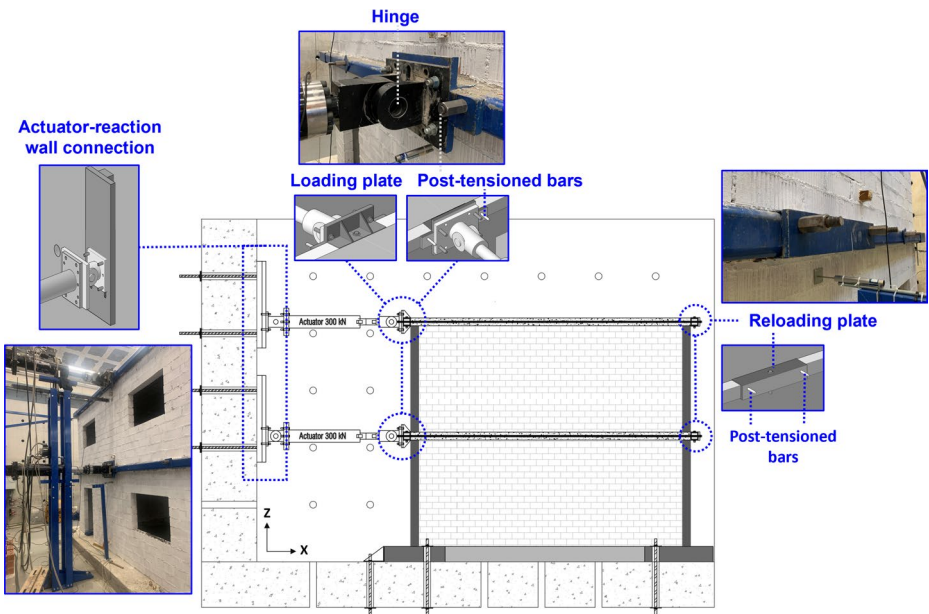 Hinge
Actuator-reaction
wall connection
Loading plate
Post-tensioned bars
Actuator 300 kN
Reloading plate
Actuator 300 kN
Post-tensioned
bars
Z
X